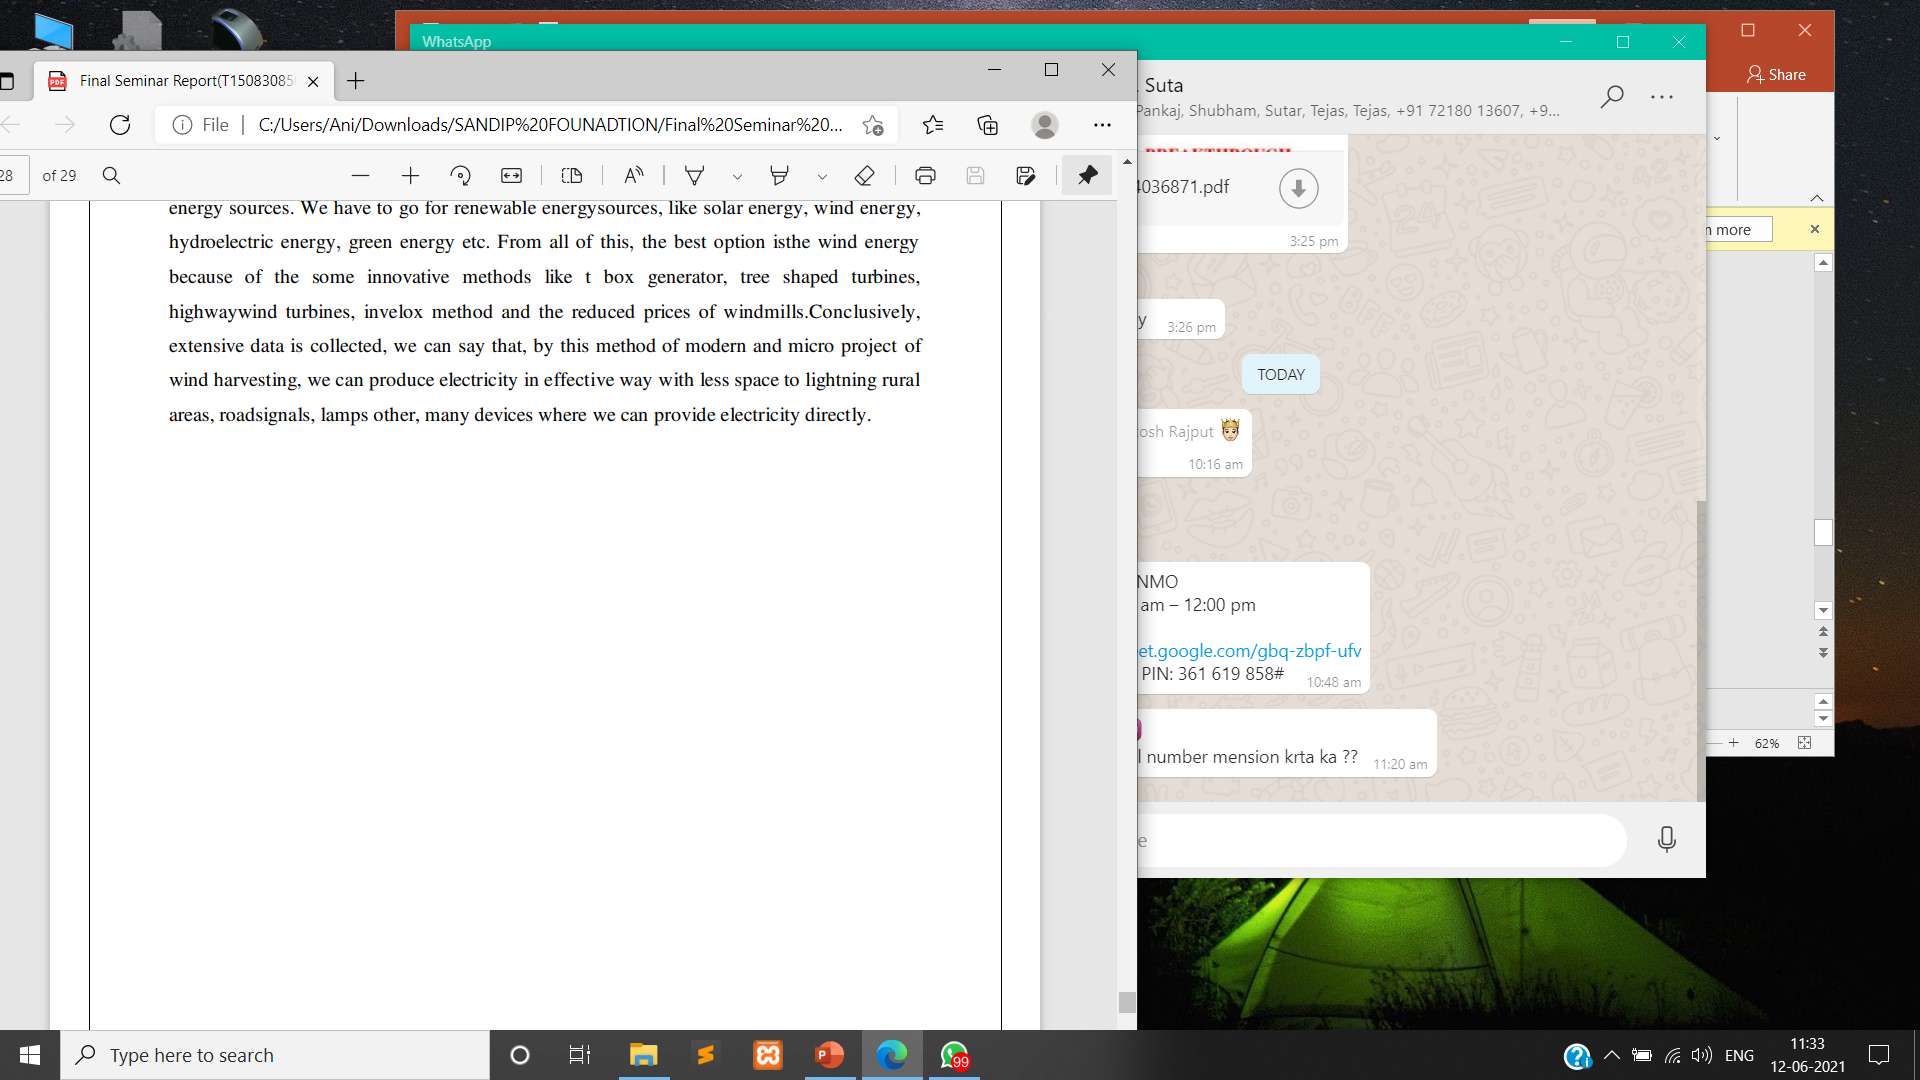 WhatsApp
Share
Final Seminar Report(T15083085
File
C:/Users/Ani/Downloads/SANDIP%20FOUNADTION/Final%20Seminar%20...
28
of 29
energy sources. We have to go for renewable energysources, like solar energy, wind energy,
hydroelectric energy, green energy etc. From all of this, the best option isthe wind energy
because of the some innovative methods like t box generator, tree shaped turbines,
highwaywind turbines, invelox method and the reduced prices of windmills.Conclusively,
extensive data is collected, we can say that, by this method of modern and micro project of
wind harvesting, we can produce electricity in effective way with less space to lightning rural
areas, roadsignals, lamps other, many devices where we can provide electricity directly.
. Suta
Pankaj, Shubham, Sutar, Tejas, Tejas, +91 72180 13607, +9...
4036871.pdf
3:25 pm
y 3:26 pm
TODAY
tosh Rajput
10:16 am
NMO
am – 12:00 pm
et.google.com/gbq-zbpf-ufv
PIN: 361 619 858#
10:48 am
l number mension krta ka ??
11:20 am
e
n more
62%
Type here to search
99
ENG
11:33
12-06-2021